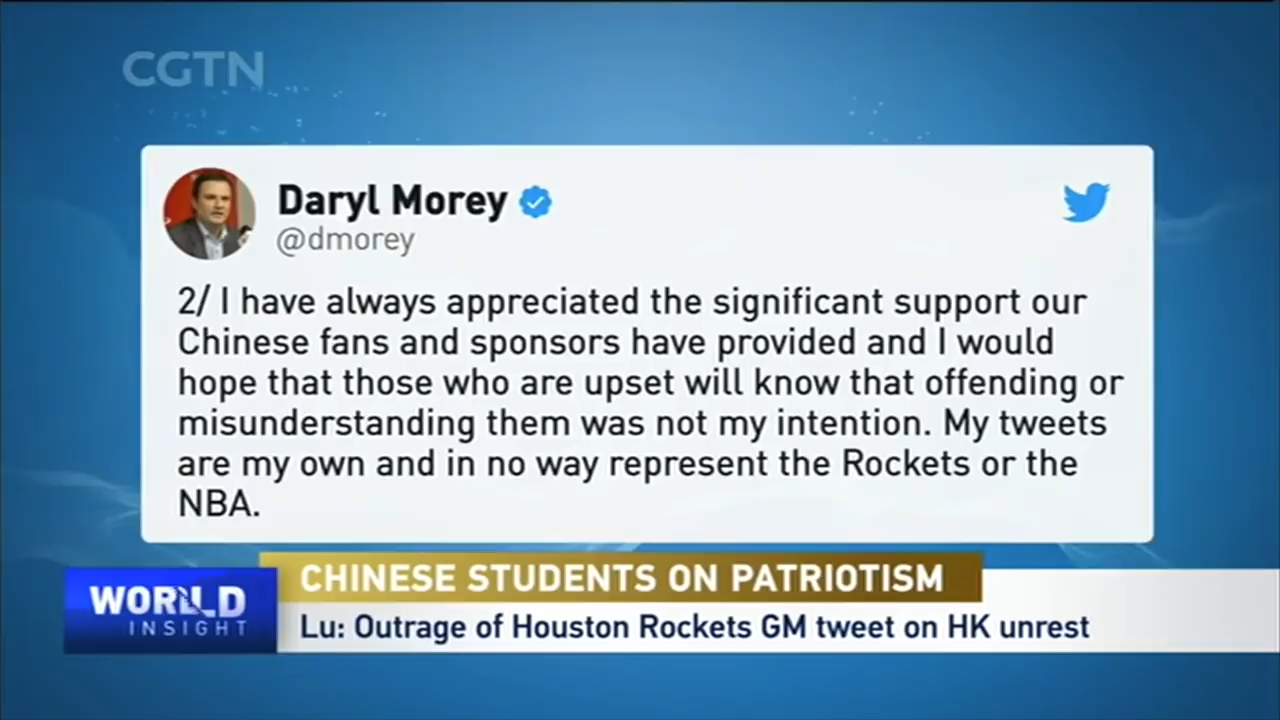 CGTN
Daryl Morey
@dmorey
2/ I have always appreciated the significant support our
Chinese fans and sponsors have provided and I would
hope that those who are upset will know that offending or
misunderstanding them was not my intention. My tweets
are my own and in no way represent the Rockets or the
NBA.
CHINESE STUDENTS ON PATRIOTISM
WORLD
INSIGHT
Lu: Outrage of Houston Rockets GM tweet on HK unrest